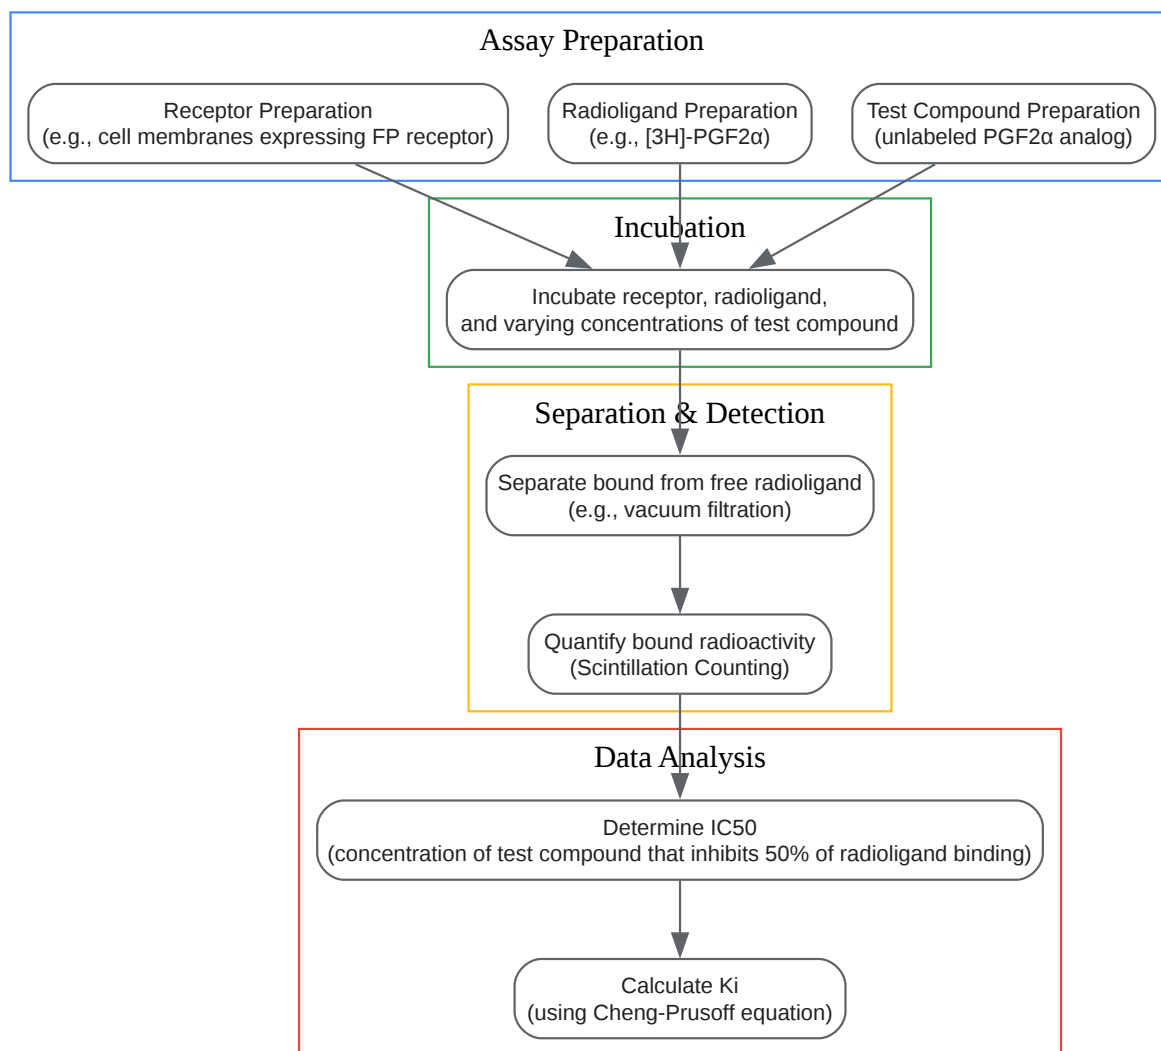 Assay Preparation
Receptor Preparation
(e.g., cell membranes expressing FP receptor)
Radioligand Preparation
(e.g., [3H]-PGF2α)
Test Compound Preparation
(unlabeled PGF2α analog)
Incubation
Incubate receptor, radioligand,
and varying concentrations of test compound
Separation & Detection
Separate bound from free radioligand
(e.g., vacuum filtration)
Quantify bound radioactivity
(Scintillation Counting)
Data Analysis
Determine IC50
(concentration of test compound that inhibits 50% of radioligand binding)
Calculate Ki
(using Cheng-Prusoff equation)